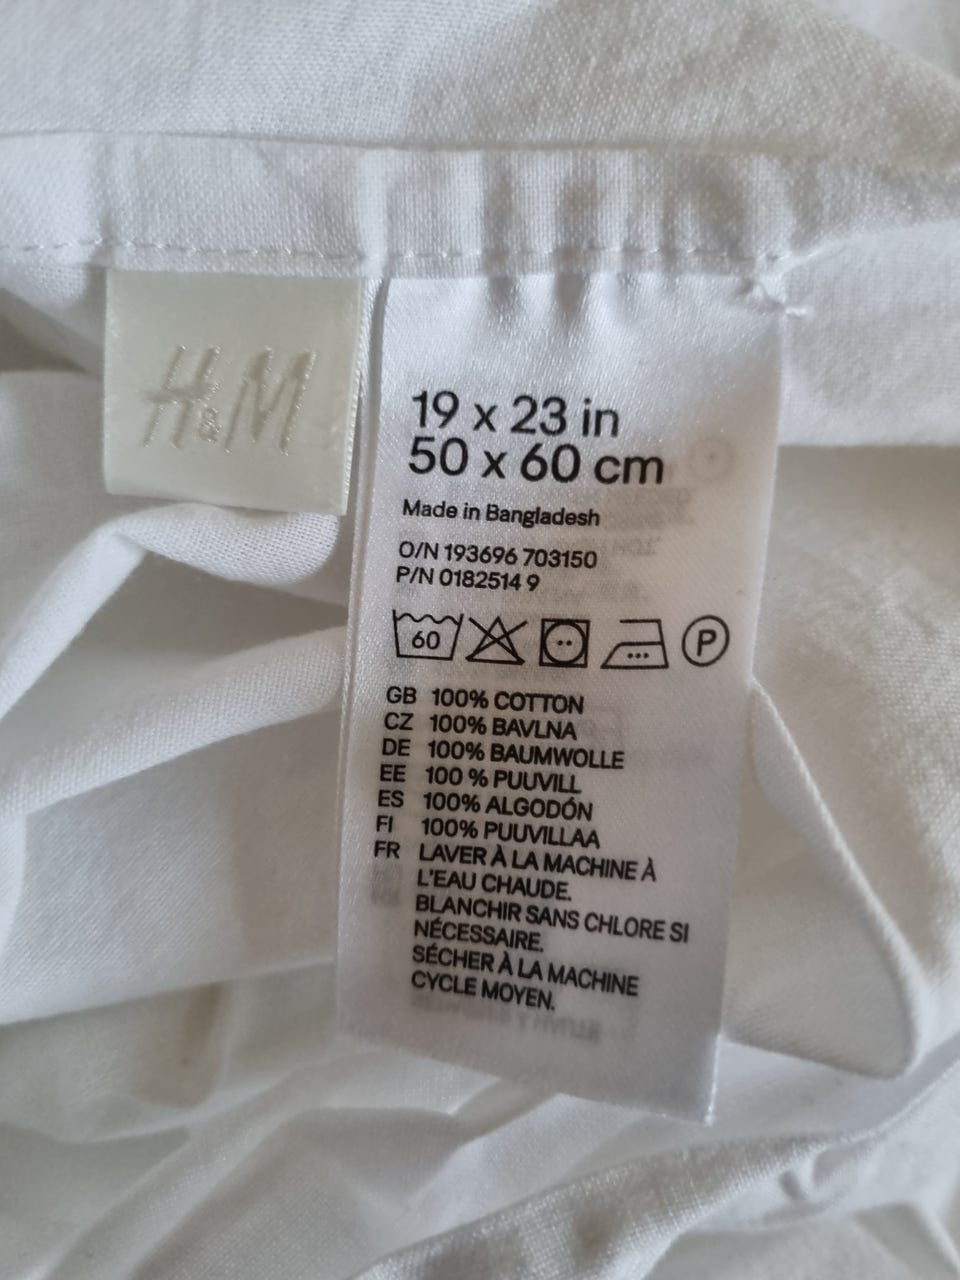 H&M
19 x 23 in
50 x 60 cm
Made in Bangladesh
O/N 193696 703150
P/N 0182514 9
60
P
GB 100% COTTON
CZ 100% BAVLNA
DE 100% BAUMWOLLE
EE 100 % PUUVILL
ES 100% ALGODÓN
FI 100% PUUVILLAA
FR LAVER À LA MACHINE À
L'EAU CHAUDE.
BLANCHIR SANS CHLORE SI
NÉCESSAIRE.
SÉCHER À LA MACHINE
CYCLE MOYEN.